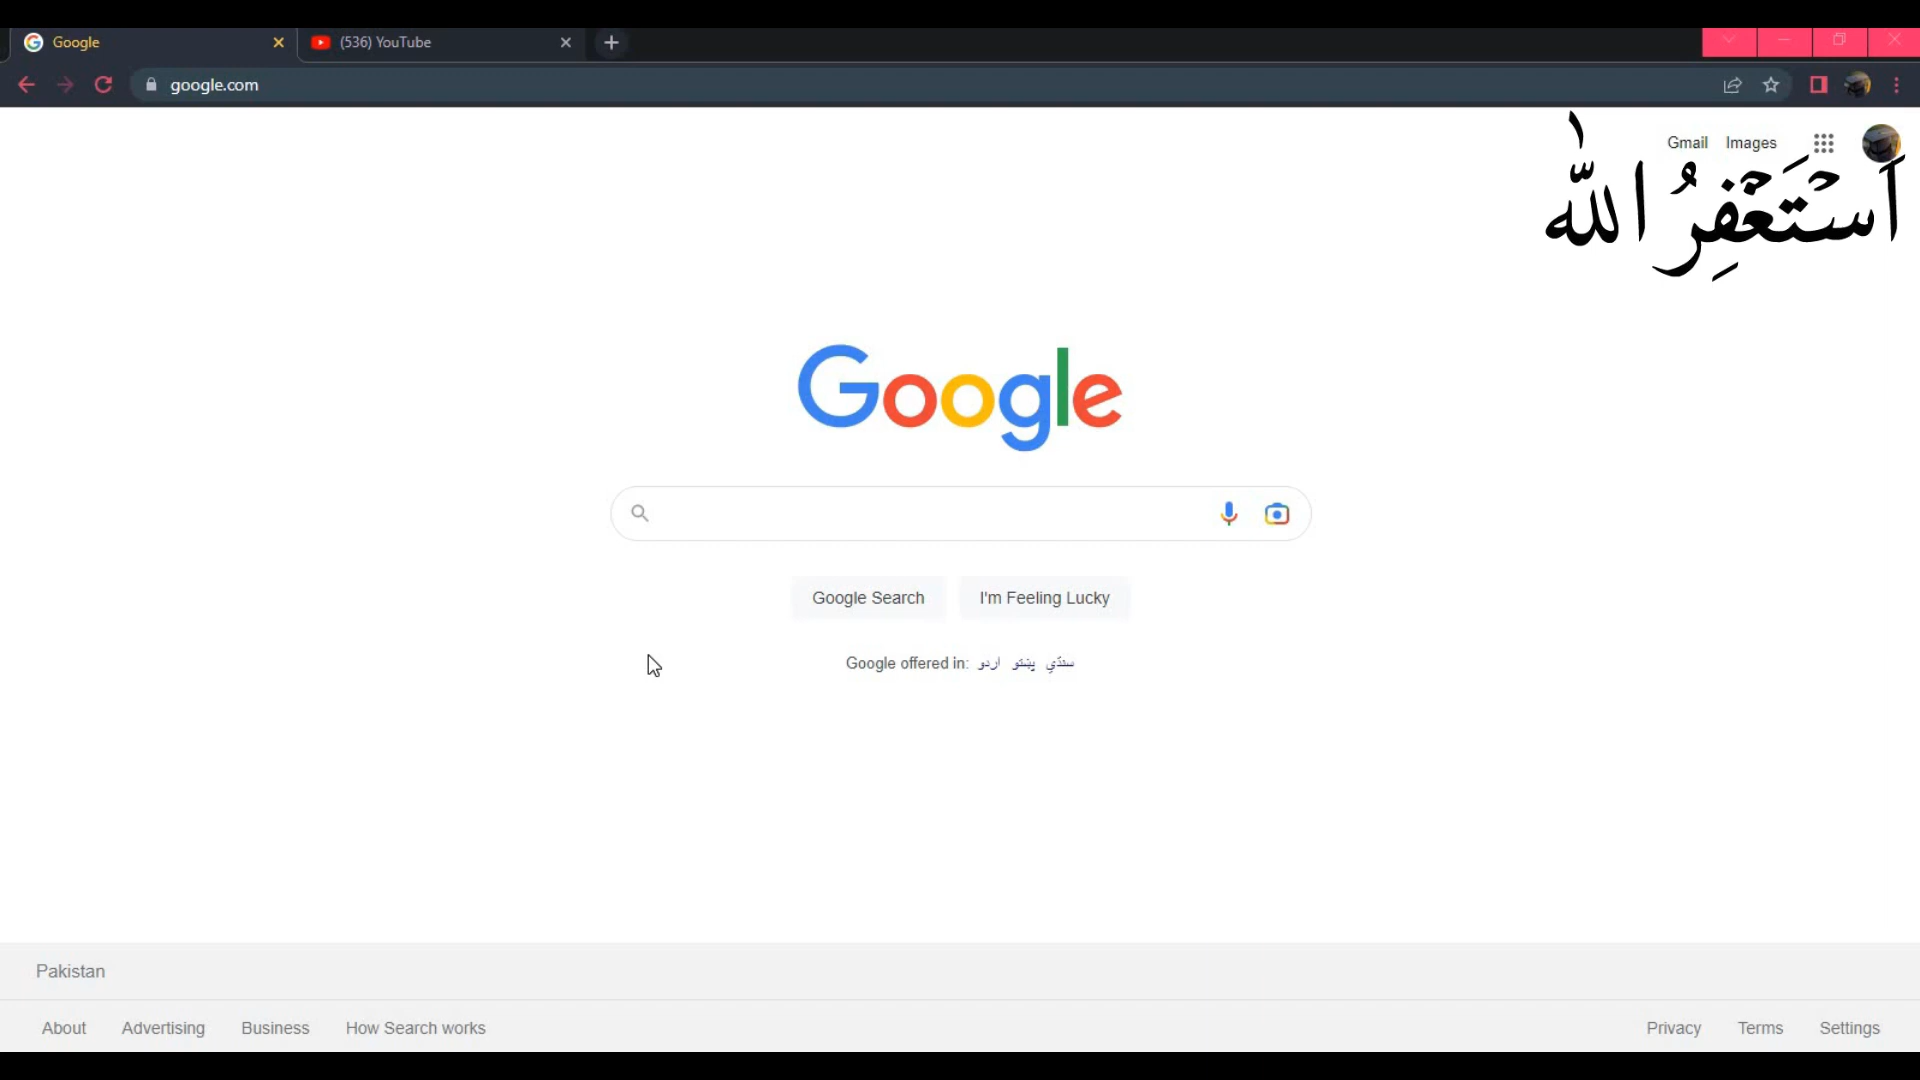 Google
(536) YouTube
google.com
Gmail Images
أَسْتَغْفِرُ اللّٰه
Google
Google Search
I'm Feeling Lucky
Google offered in: اردو پښتو سنڌي
Pakistan
About Advertising Business How Search works
Privacy Terms Settings